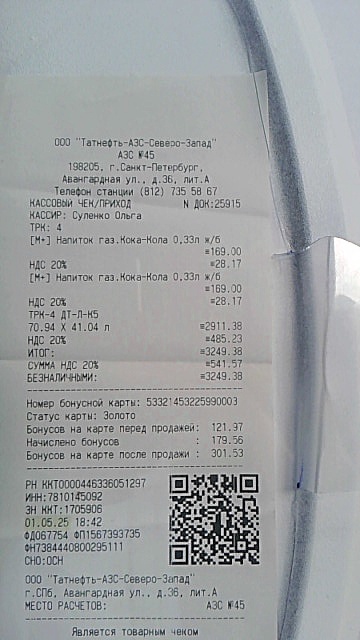 ООО "Татнефть-АЗС-Северо-Запад"
АЗС №45
198205, г.Санкт-Петербург,
Авангардная ул., д.36, лит.А
Телефон станции (812) 735 58 67
КАССОВЫЙ ЧЕК/ПРИХОД N ДОК:25915
КАССИР: Суленко Ольга
ТРК: 4
[М+] Напиток газ.Кока-Кола 0,33л ж/б
=169.00
НДС 20% =28.17
[М+] Напиток газ.Кока-Кола 0,33л ж/б
=169.00
НДС 20% =28.17
ТРК-4 ДТ-Л-К5
70.94 X 41.04 л =2911.38
НДС 20% =485.23
ИТОГ: =3249.38
СУММА НДС 20% =541.57
БЕЗНАЛИЧНЫМИ: =3249.38
Номер бонусной карты: 53321453225990003
Статус карты: Золото
Бонусов на карте перед продажей: 121.97
Начислено бонусов : 179.56
Бонусов на карте после продажи : 301.53
РН ККТ0000446336051297
ИНН:7810145092
ЗН ККТ:1705906
01.05.25 18:42
ФД067754 ФП1567393735
ФН7384440800295111
СНО:ОСН
ООО "Татнефть-АЗС-Северо-Запад"
г.СПб, Авангардная ул., д.36, лит.А
МЕСТО РАСЧЕТОВ: АЗС №45
Является товарным чеком